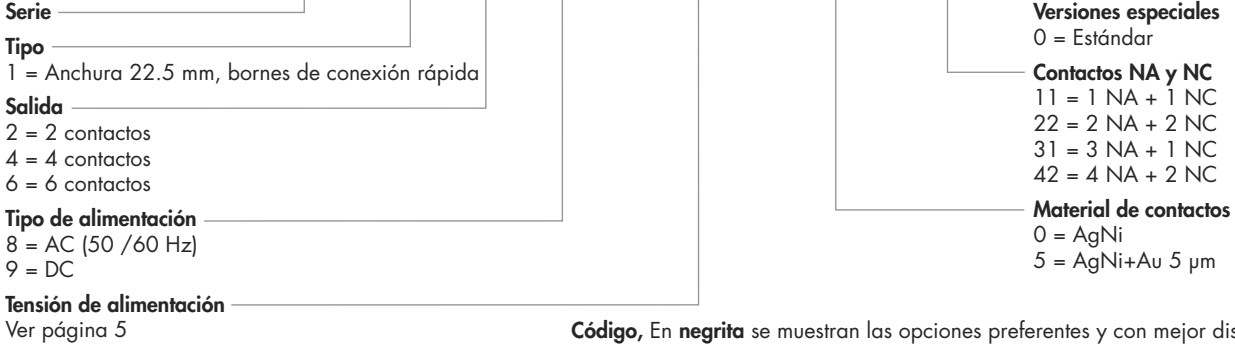 Serie
Tipo
1 = Anchura 22.5 mm, bornes de conexión rápida
Salida
2 = 2 contactos
4 = 4 contactos
6 = 6 contactos
Tipo de alimentación
8 = AC (50 /60 Hz)
9 = DC
Tensión de alimentación
Ver página 5
Versiones especiales
0 = Estándar
Contactos NA y NC
11 = 1 NA + 1 NC
22 = 2 NA + 2 NC
31 = 3 NA + 1 NC
42 = 4 NA + 2 NC
Material de contactos
0 = AgNi
5 = AgNi+Au 5 µm
Código, En negrita se muestran las opciones preferentes y con mejor